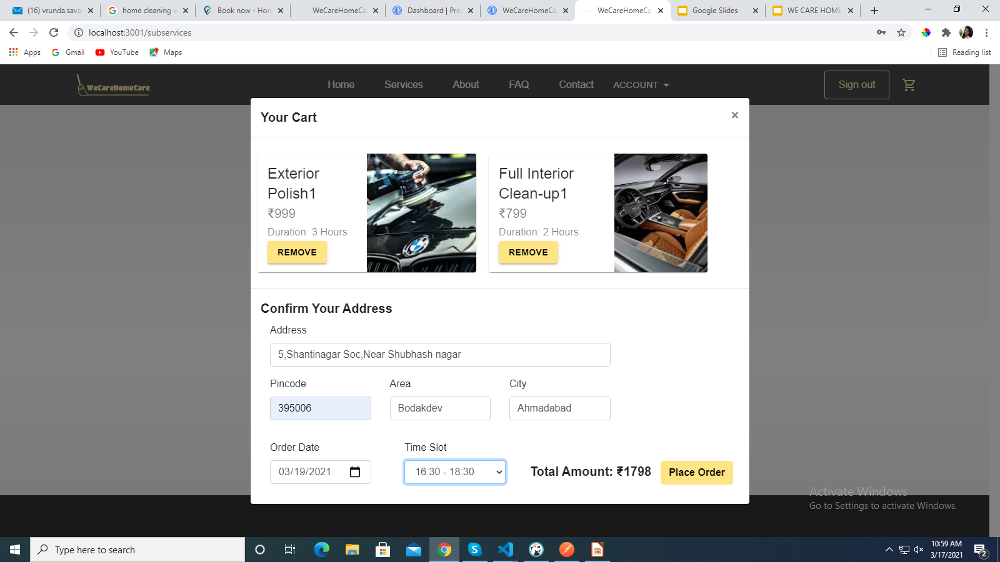 (16) vrunda.sava
home cleaning w
Book now - Hom
WeCareHomeCa
Dashboard | Prez
WeCareHomeCa
WeCareHomeCa
Google Slides
WE CARE HOME
localhost:3001/subservices
Apps
Gmail
YouTube
Maps
Reading list
WeCareHomeCare
Home
Services
About
FAQ
Contact
ACCOUNT
Sign out
Your Cart
×
Exterior
Polish1
₹999
Duration: 3 Hours
REMOVE
Full Interior
Clean-up1
₹799
Duration: 2 Hours
REMOVE
Confirm Your Address
Address
5,Shantinagar Soc,Near Shubhash nagar
Pincode
Area
City
395006
Bodakdev
Ahmadabad
Order Date
Time Slot
03/19/2021
16:30 - 18:30
Total Amount: ₹1798
Place Order
Activate Windows
Go to Settings to activate Windows.
Type here to search
10:59 AM
3/17/2021
2